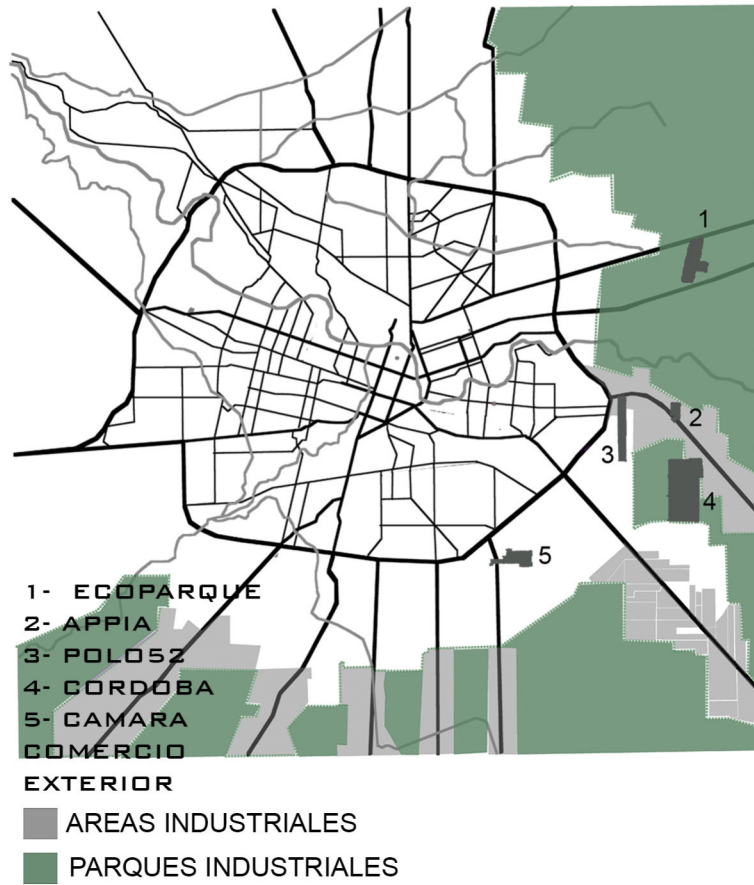 1
2
3
4
5
1- ECOPARQUE
2- APPIA
3- POLO52
4- CORDOBA
5- CAMARA
COMERCIO
EXTERIOR
AREAS INDUSTRIALES
PARQUES INDUSTRIALES